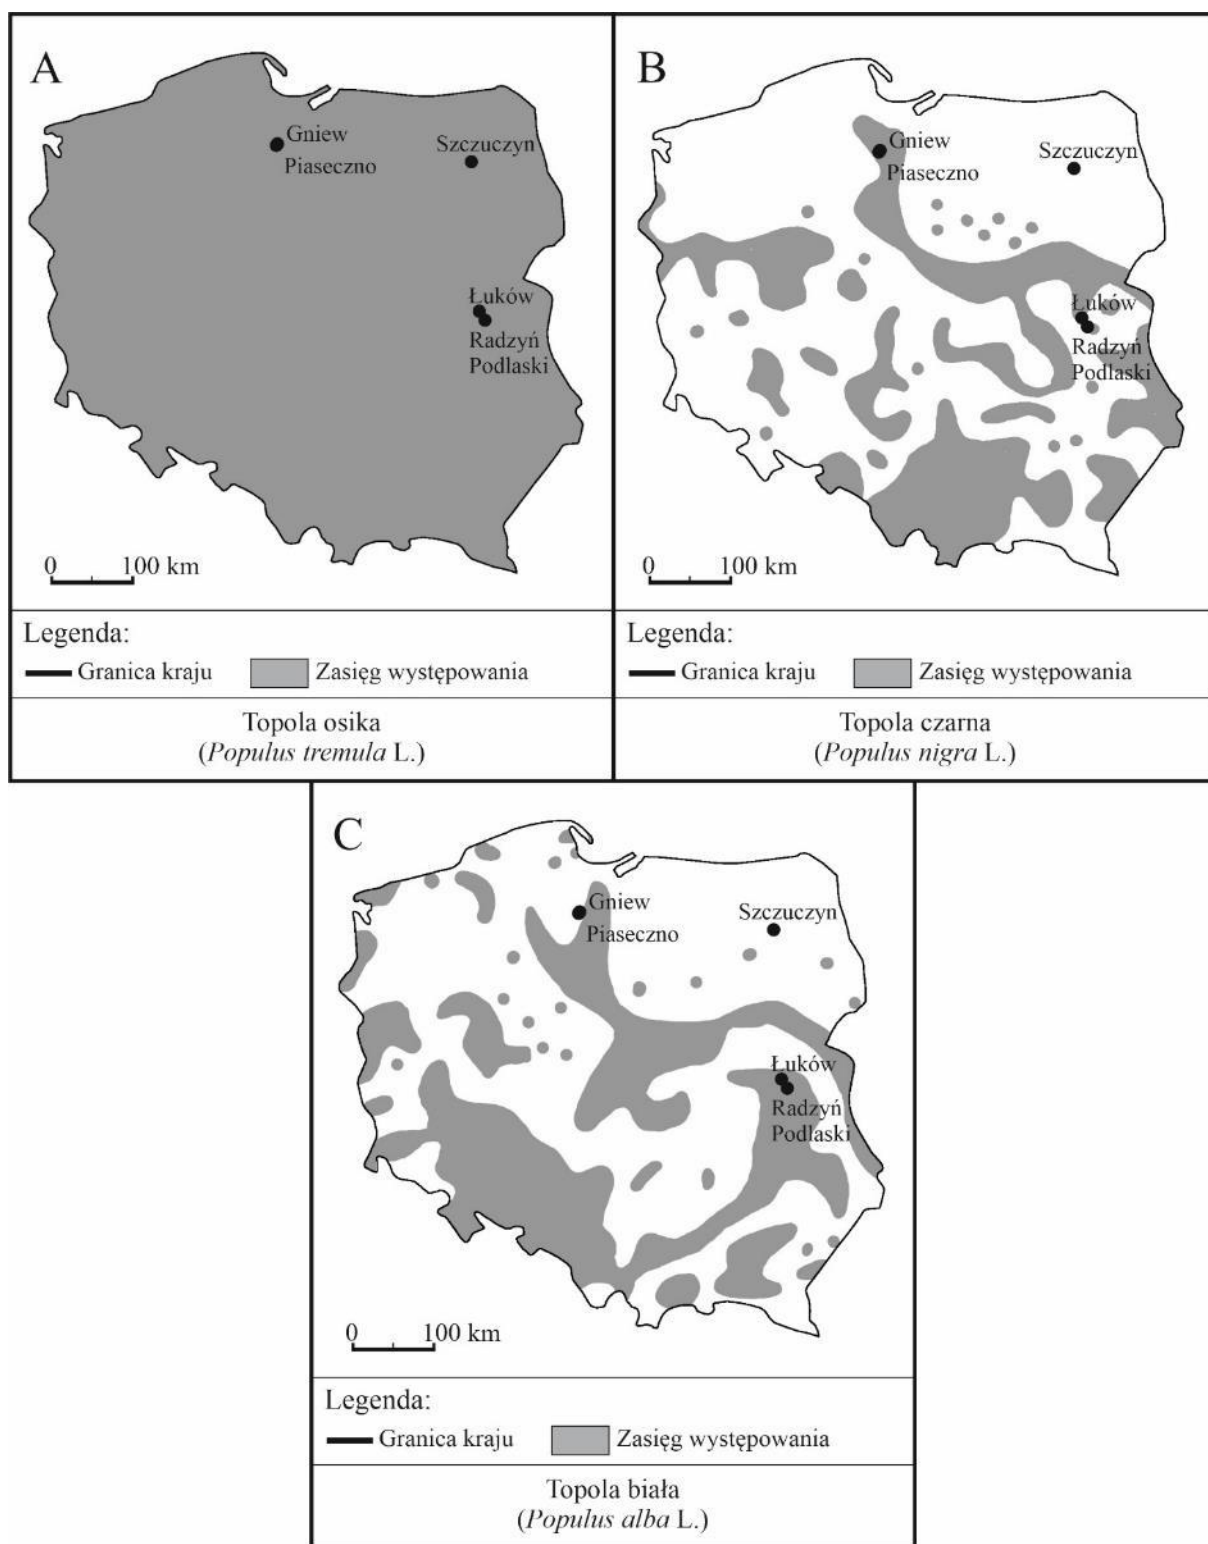 A
Gniew
Piaseczno
Szczuczyn
Łuków
Radzyń
Podlaski
0 100 km
Legenda:
Granica kraju Zasięg występowania
Topola osika
(Populus tremula L.)
B
Gniew
Piaseczno
Szczuczyn
Łuków
Radzyń
Podlaski
0 100 km
Legenda:
Granica kraju Zasięg występowania
Topola czarna
(Populus nigra L.)
C
Gniew
Piaseczno
Szczuczyn
Łuków
Radzyń
Podlaski
0 100 km
Legenda:
Granica kraju Zasięg występowania
Topola biała
(Populus alba L.)